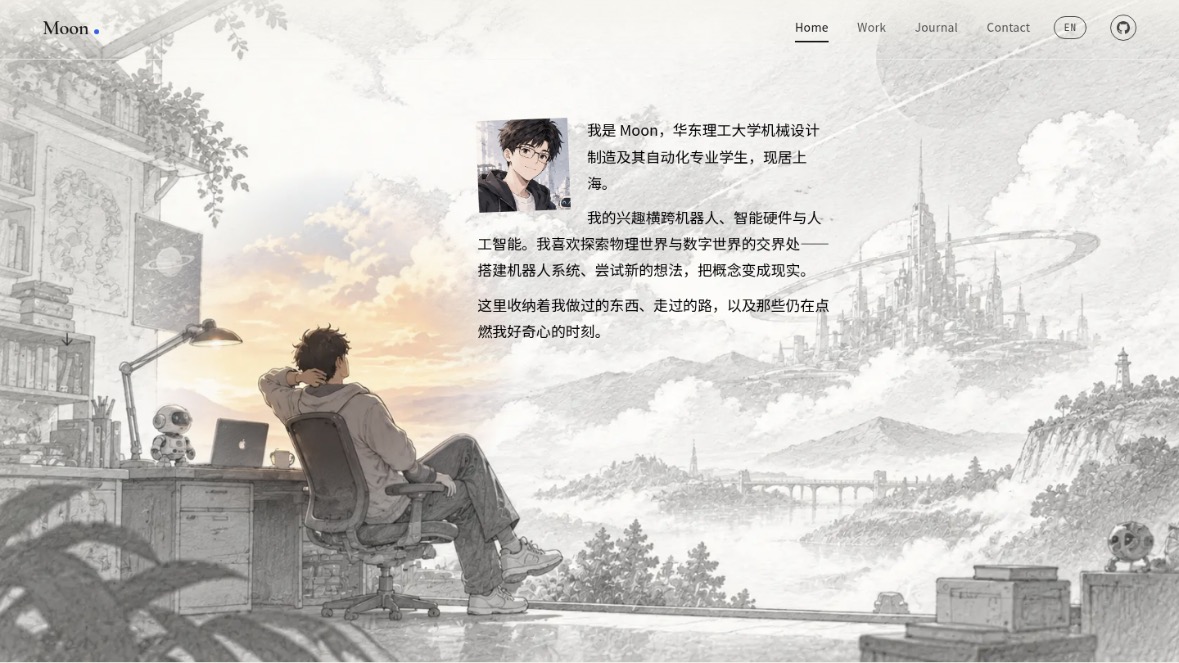 Moon
Home Work Journal Contact EN
我是 Moon，华东理工大学机械设计
制造及其自动化专业学生，现居上
海。
我的兴趣横跨机器人、智能硬件与人
工智能。我喜欢探索物理世界与数字世界的交界处——
搭建机器人系统、尝试新的想法，把概念变成现实。
这里收纳着我做过的东西、走过的路，以及那些仍在点
燃我好奇心的时刻。